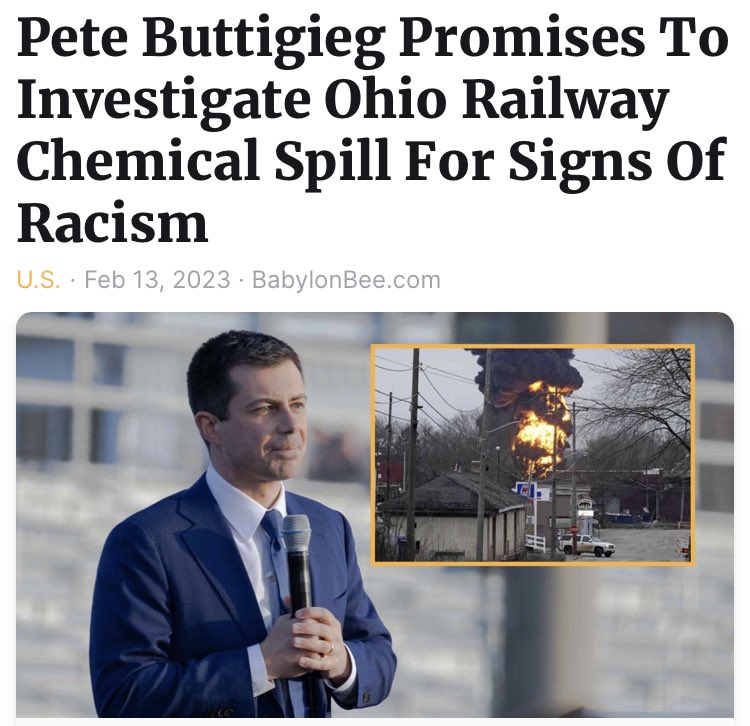 Pete Buttigieg Promises To
Investigate Ohio Railway
Chemical Spill For Signs Of
Racism
U.S. · Feb 13, 2023 · BabylonBee.com